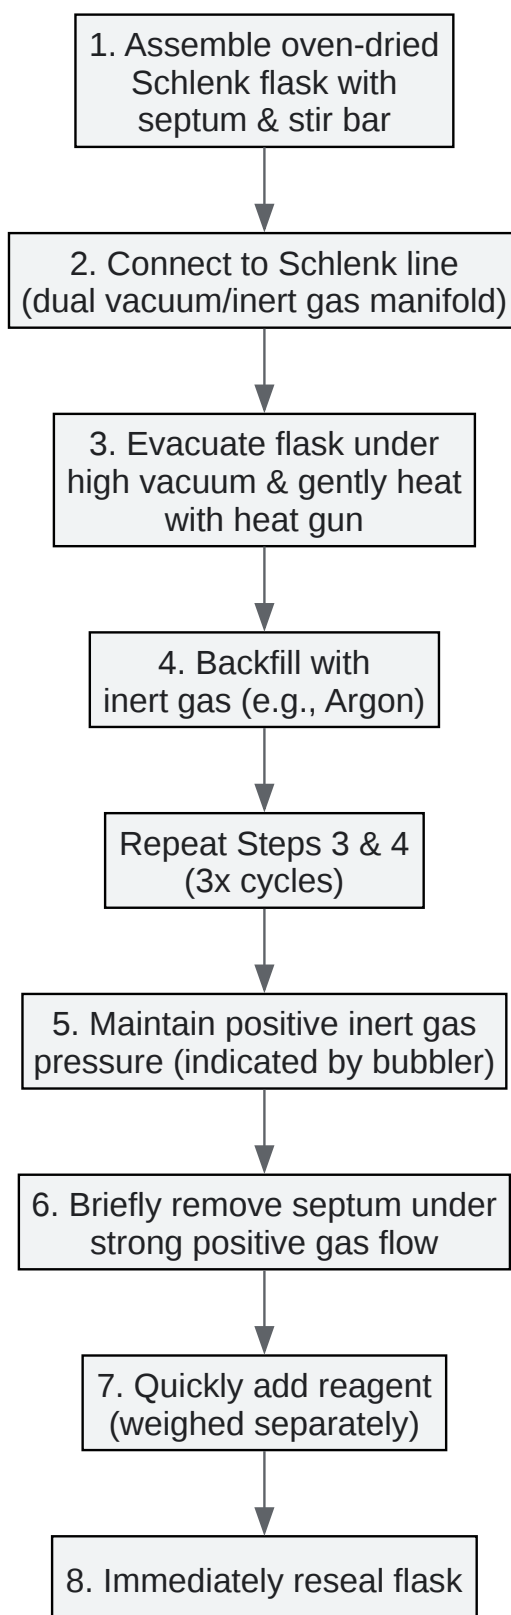 1. Assemble oven-dried
Schlenk flask with
septum & stir bar
2. Connect to Schlenk line
(dual vacuum/inert gas manifold)
3. Evacuate flask under
high vacuum & gently heat
with heat gun
4. Backfill with
inert gas (e.g., Argon)
Repeat Steps 3 & 4
(3x cycles)
5. Maintain positive inert gas
pressure (indicated by bubbler)
6. Briefly remove septum under
strong positive gas flow
7. Quickly add reagent
(weighed separately)
8. Immediately reseal flask